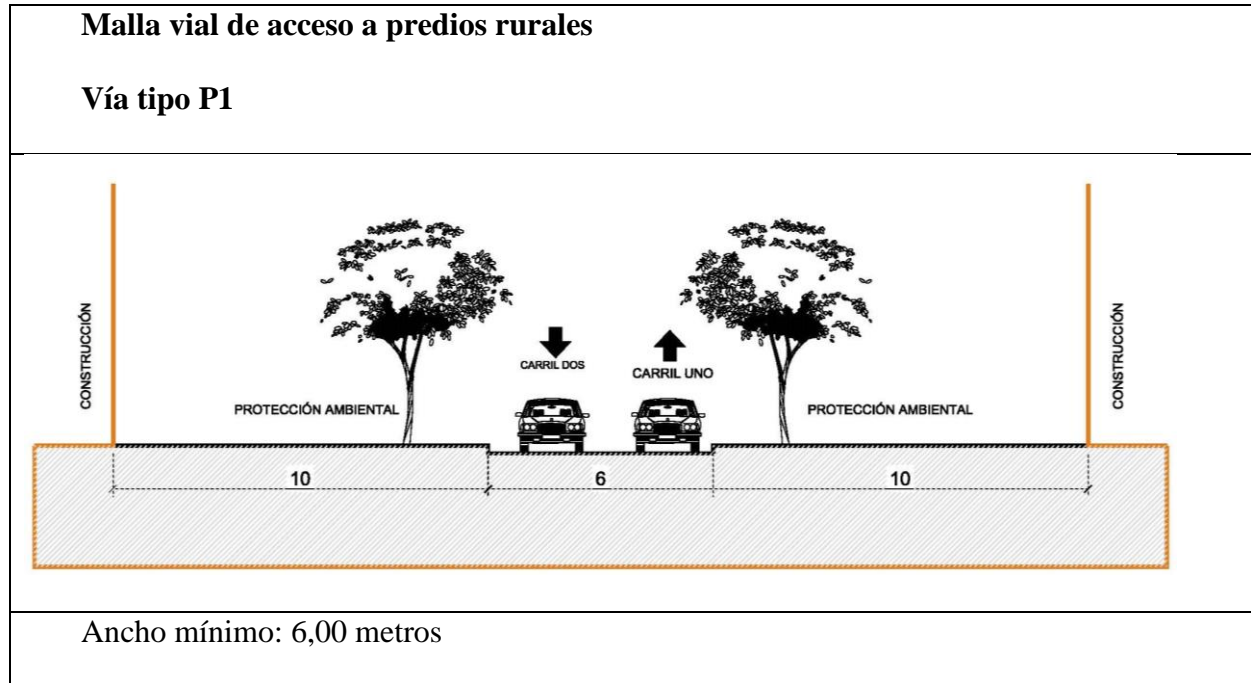 Malla vial de acceso a predios rurales
Vía tipo P1
CONSTRUCCIÓN
PROTECCIÓN AMBIENTAL
CARRIL DOS
CARRIL UNO
PROTECCIÓN AMBIENTAL
CONSTRUCCIÓN
10
6
10
Ancho mínimo: 6,00 metros